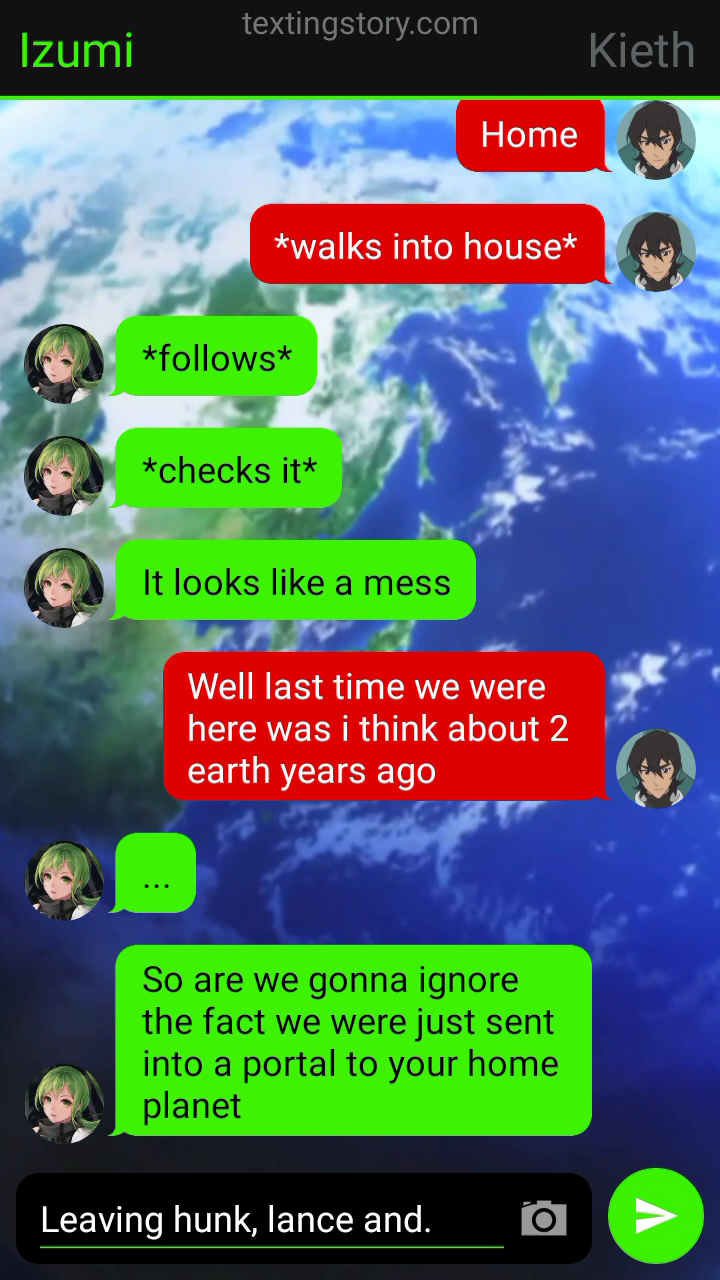 textingstory.com
Izumi
Kieth
Home
*walks into house*
*follows*
*checks it*
It looks like a mess
Well last time we were
here was i think about 2
earth years ago
...
So are we gonna ignore
the fact we were just sent
into a portal to your home
planet
Leaving hunk, lance and.